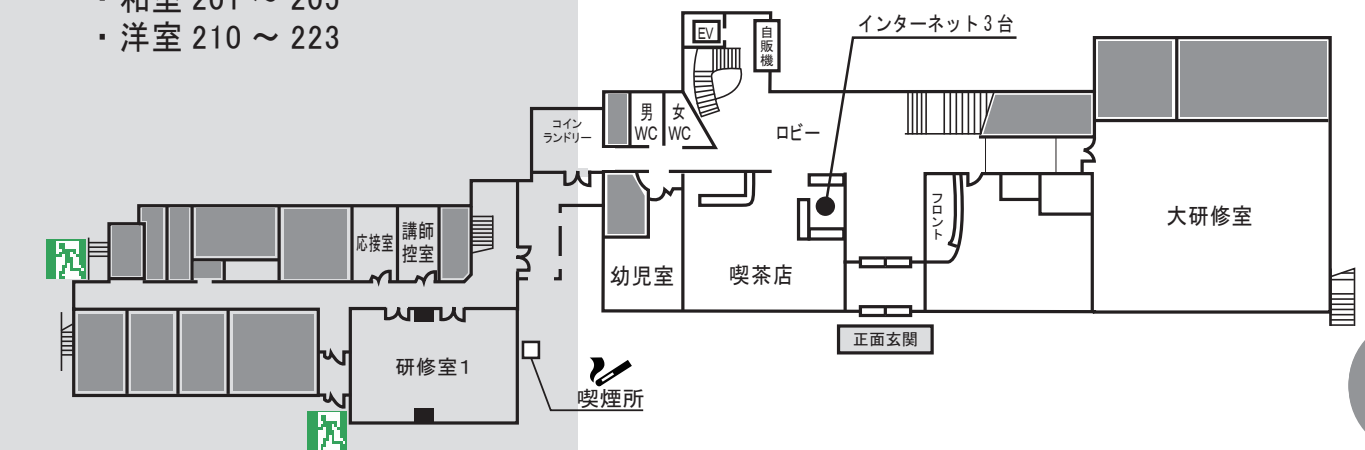 ・洋室 210 ～ 223
EV
自販機
インターネット3台
コイン
ランドリー
男
WC
女
WC
ロビー
フロント
大研修室
応接室
講師
控室
幼児室
喫茶店
正面玄関
研修室1
喫煙所